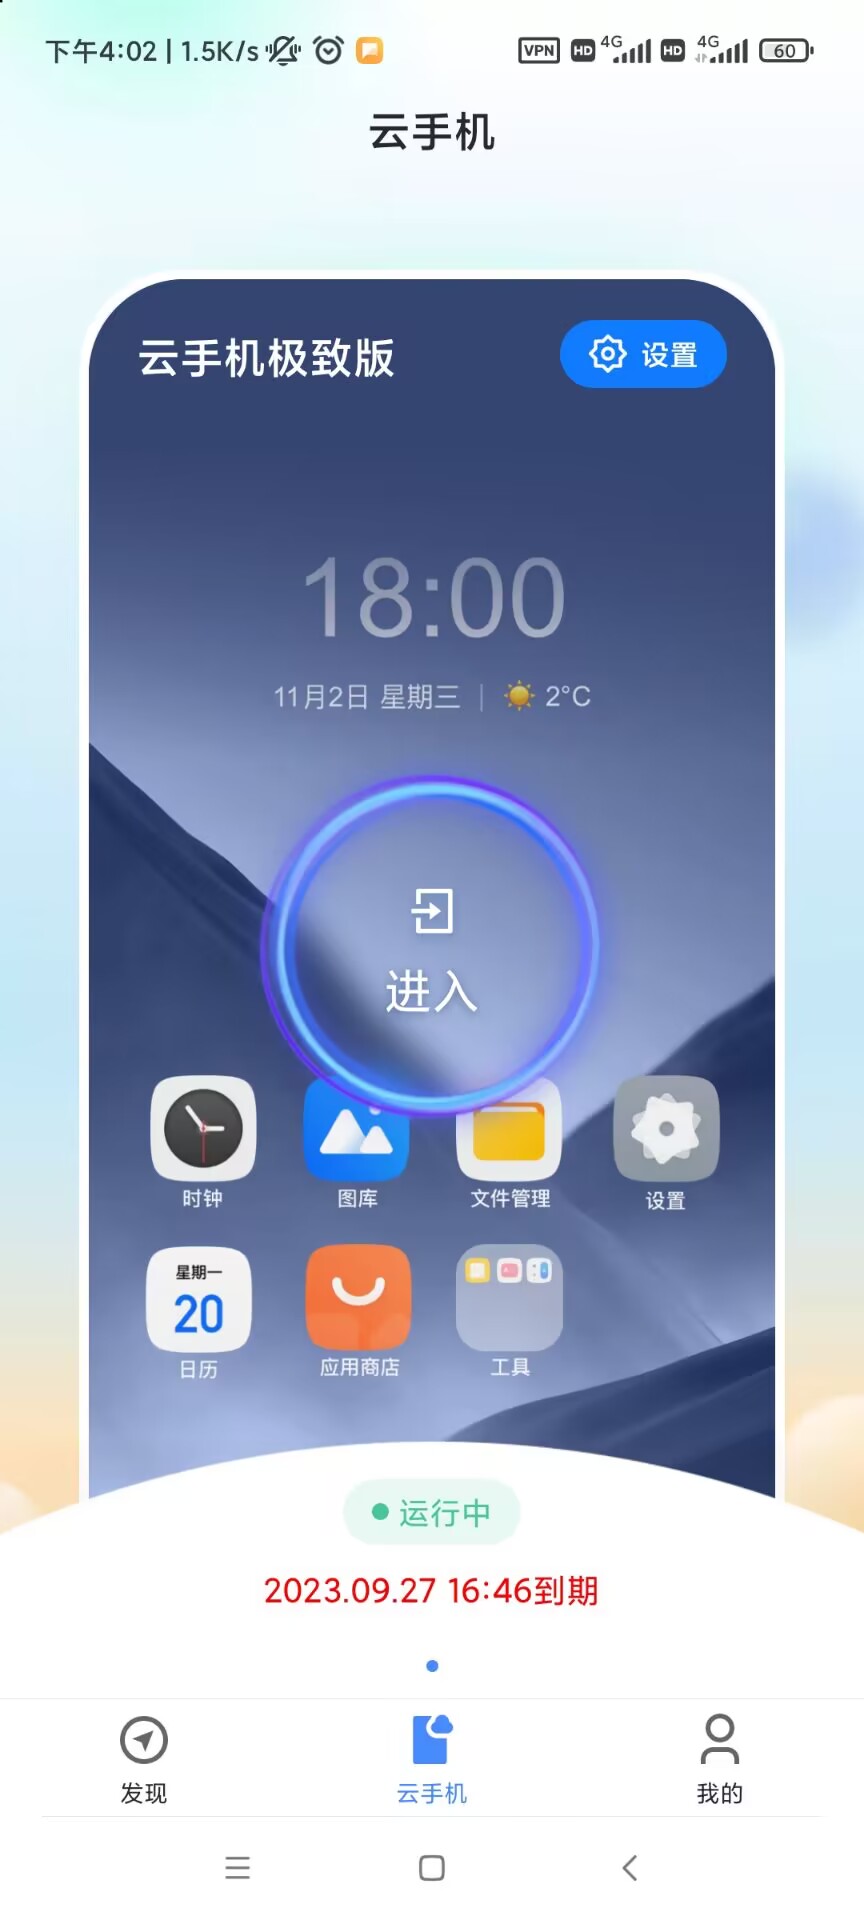 下午4:02 | 1.5K/s VPN HD 4G HD 4G 60
云手机
云手机极致版 设置
18:00
11月2日 星期三 | 2°C
进入
时钟 图库 文件管理 设置
星期一
20
日历 应用商店 工具
运行中
2023.09.27 16:46到期
发现 云手机 我的